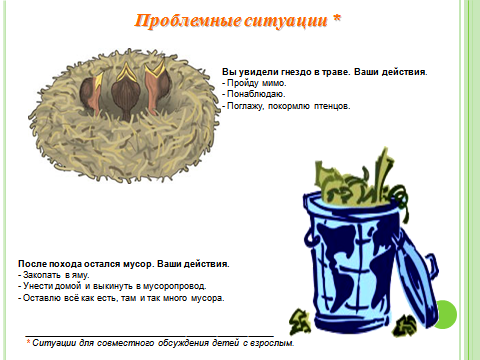 Проблемные ситуации *
Вы увидели гнездо в траве. Ваши действия.
- Пройду мимо.
- Понаблюдаю.
- Поглажу, покормлю птенцов.
После похода остался мусор. Ваши действия.
- Закопать в яму.
- Унести домой и выкинуть в мусоропровод.
- Оставлю всё как есть, там и так много мусора.
* Ситуации для совместного обсуждения детей с взрослым.